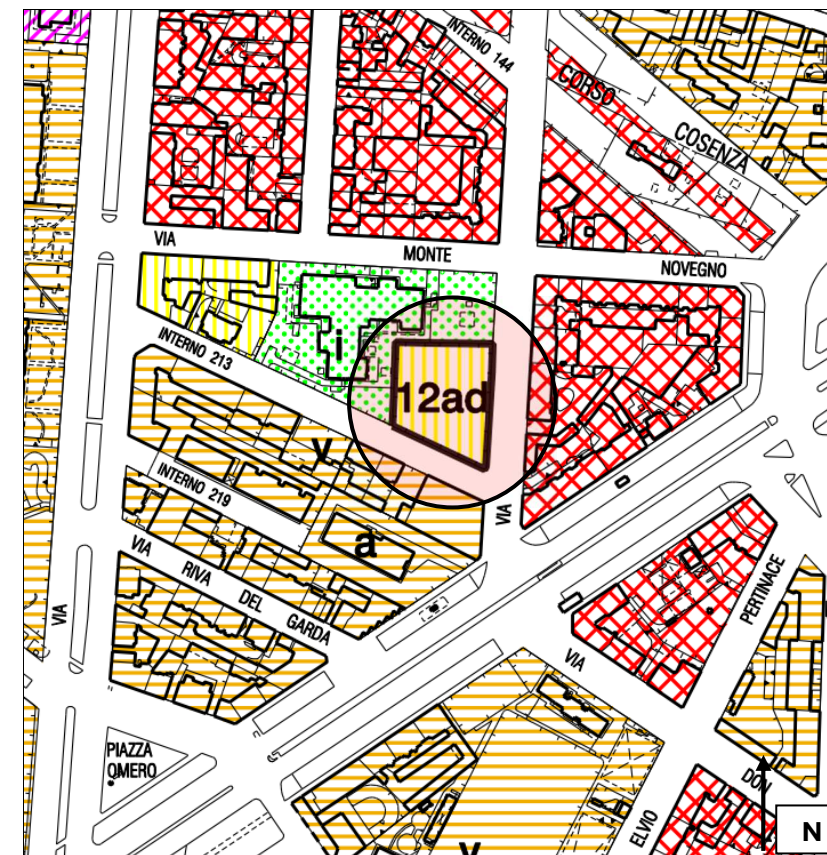 INTERNO 144
CORSO
COSENZA
VIA
MONTE
NOVEGNO
INTERNO 213
i
12ad
v
INTERNO 219
a
VIA
VIA
RIVA
DEL
GARDA
VIA
PERTINACE
VIA
PIAZZA
OMERO
DON
ELVIO
v
N